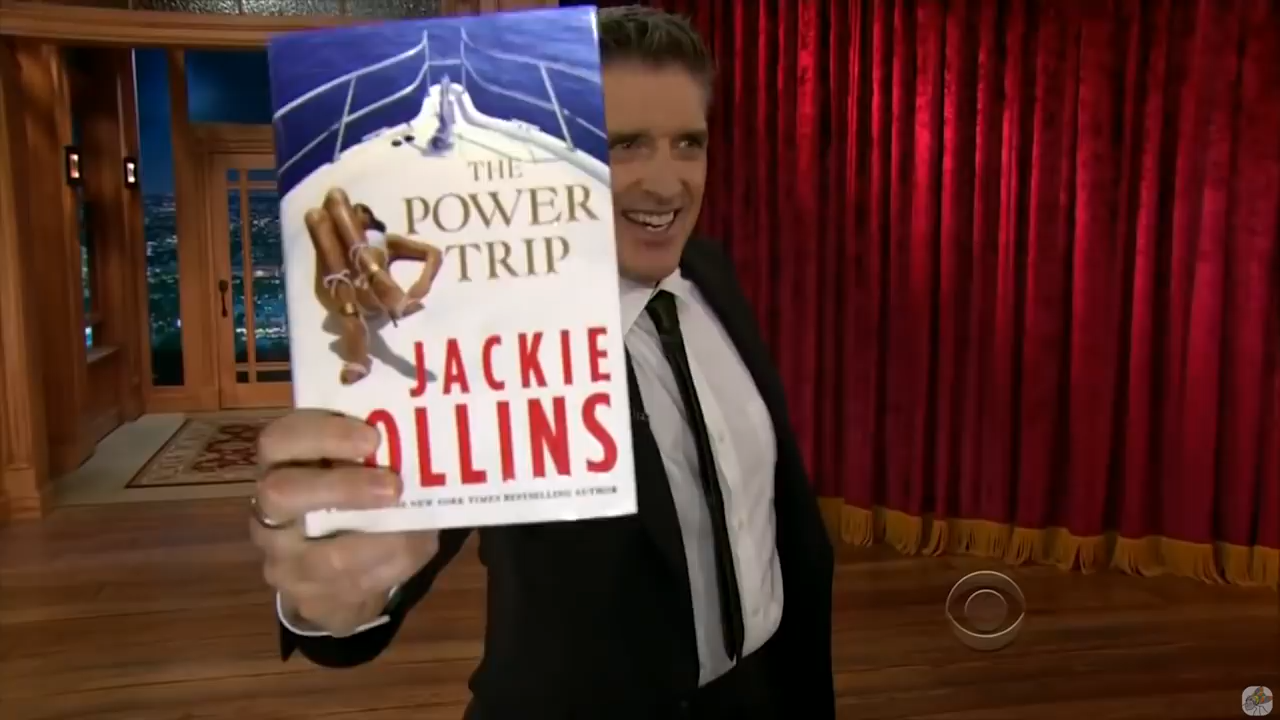 THE
POWER
TRIP
JACKIE
OLLINS
NEW YORK TIMES BESTSELLING AUTHOR